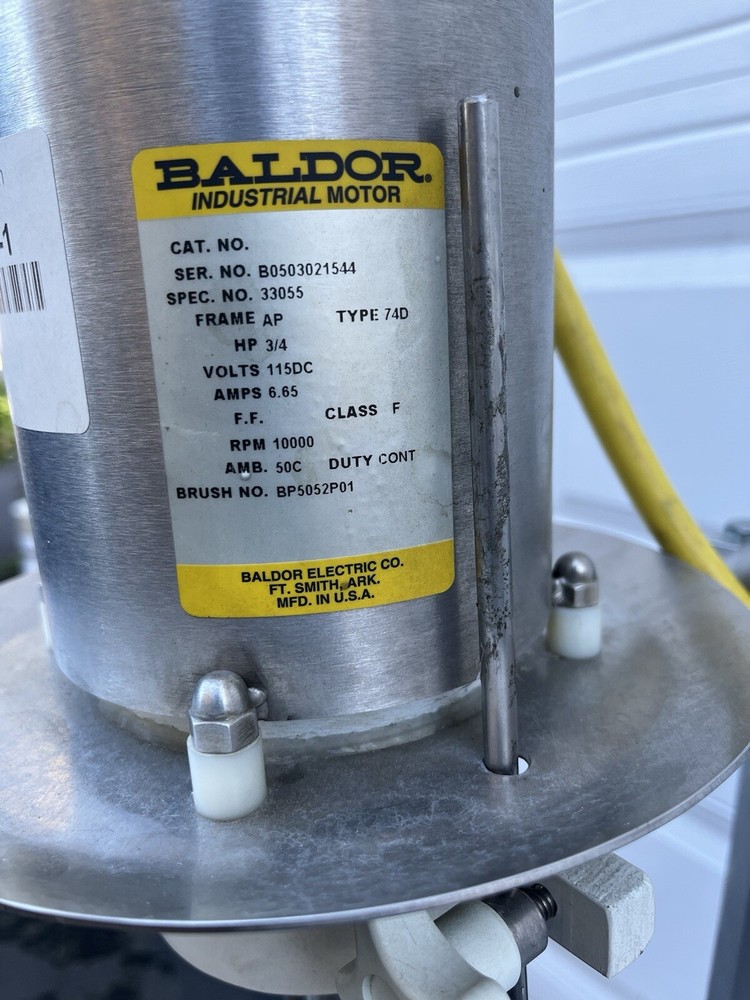 BALDOR.
INDUSTRIAL MOTOR
CAT. NO.
SER. NO. B0503021544
SPEC. NO. 33055
FRAME AP TYPE 74D
HP 3/4
VOLTS 115DC
AMPS 6.65
F.F. CLASS F
RPM 10000
AMB. 50C DUTY CONT
BRUSH NO. BP5052P01
BALDOR ELECTRIC CO.
FT. SMITH, ARK.
MFD. IN U.S.A.
-1